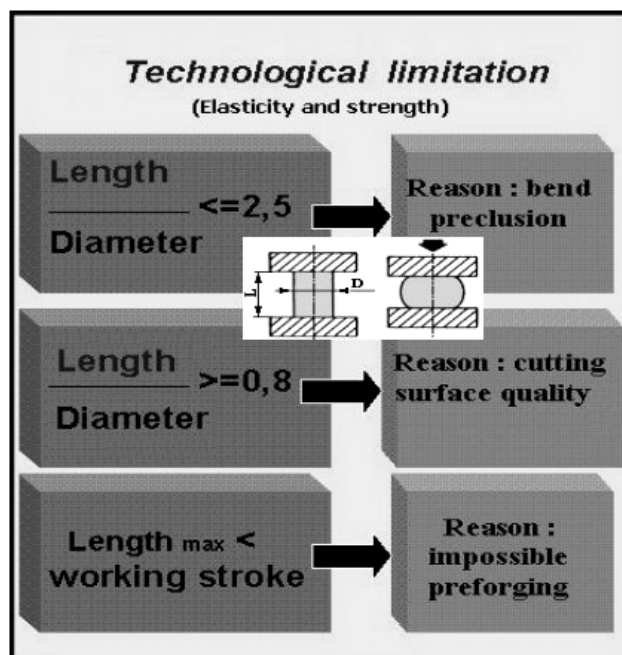 Technological limitation
(Elasticity and strength)
Length
Diameter
<=2,5
Reason : bend
preclusion
L
D
Length
Diameter
>=0,8
Reason : cutting
surface quality
Length max <
working stroke
Reason :
impossible
preforging